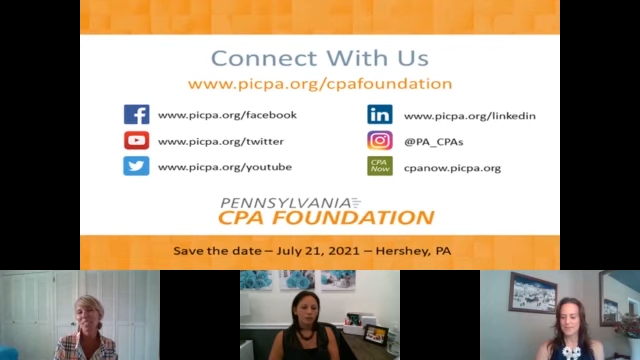 Connect With Us
www.picpa.org/cpafoundation
www.picpa.org/facebook
www.picpa.org/linkedin
www.picpa.org/twitter
@PA_CPAs
www.picpa.org/youtube
CPA
Now
cpanow.picpa.org
PENNSYLVANIA
CPA FOUNDATION
Save the date – July 21, 2021 – Hershey, PA